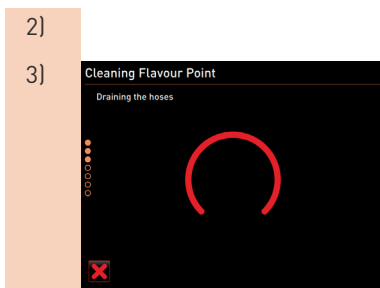 2)
3)
Cleaning Flavour Point
Draining the hoses